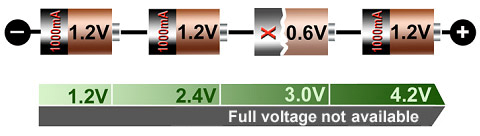 − 1000mA 1.2V 1000mA 1.2V X 0.6V 1000mA 1.2V +
1.2V 2.4V 3.0V 4.2V
Full voltage not available